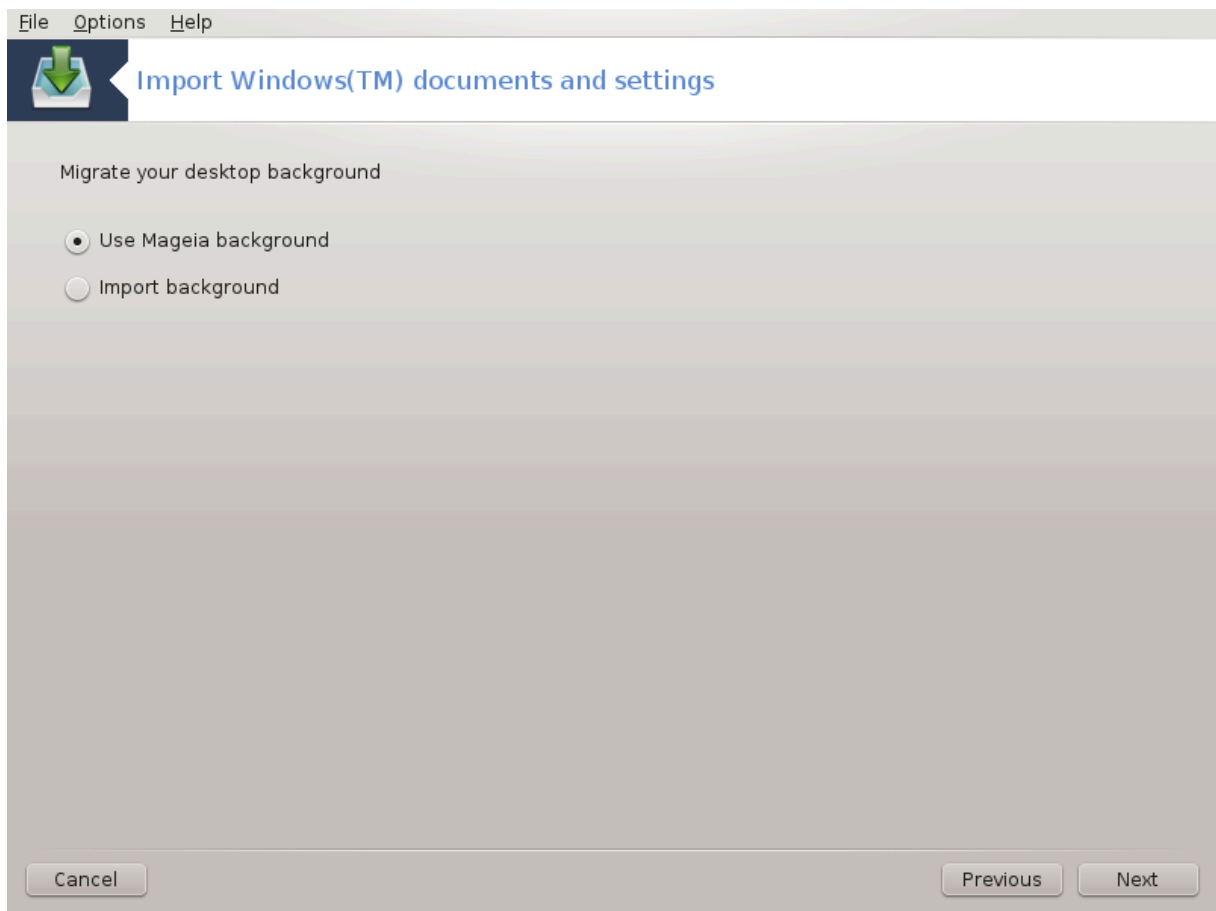 File Options Help
Import Windows(TM) documents and settings
Migrate your desktop background
Use Mageia background
Import background
Cancel Previous Next